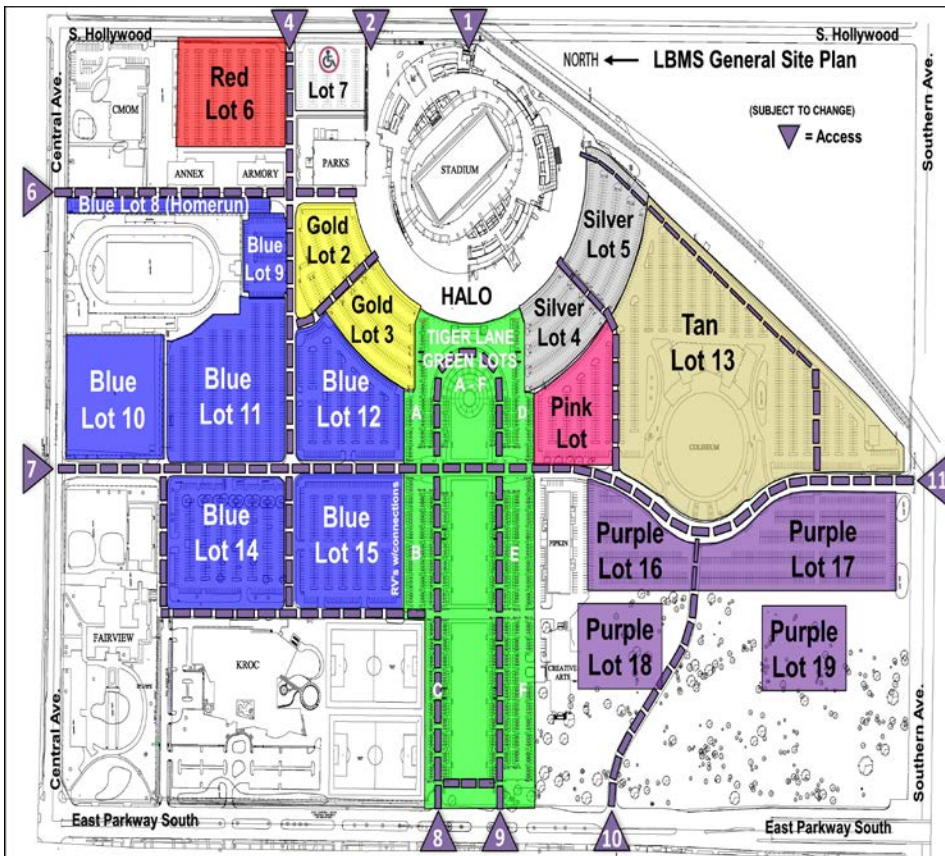 S. Hollywood
4
2
1
S. Hollywood
NORTH
LBMS General Site Plan
(SUBJECT TO CHANGE)
= Access
Central Ave.
Southern Ave.
CMOM
Red
Lot 6
Lot 7
PARKS
STADIUM
ANNEX
ARMORY
6
Blue Lot 8 (Homerun)
Blue
Lot 9
Gold
Lot 2
Gold
Lot 3
HALO
Silver
Lot 5
Silver
Lot 4
TIGER LANE
GREEN LOTS
A - F
Tan
Lot 13
COLISEUM
Blue
Lot 10
Blue
Lot 11
Blue
Lot 12
A
D
Pink
Lot
7
11
Blue
Lot 14
Blue
Lot 15
RV's w/connections
B
E
PIPKIN
Purple
Lot 16
Purple
Lot 17
FAIRVIEW
KROC
CREATIVE
ARTS
Purple
Lot 18
Purple
Lot 19
C
F
Central Ave.
Southern Ave.
East Parkway South
8
9
10
East Parkway South